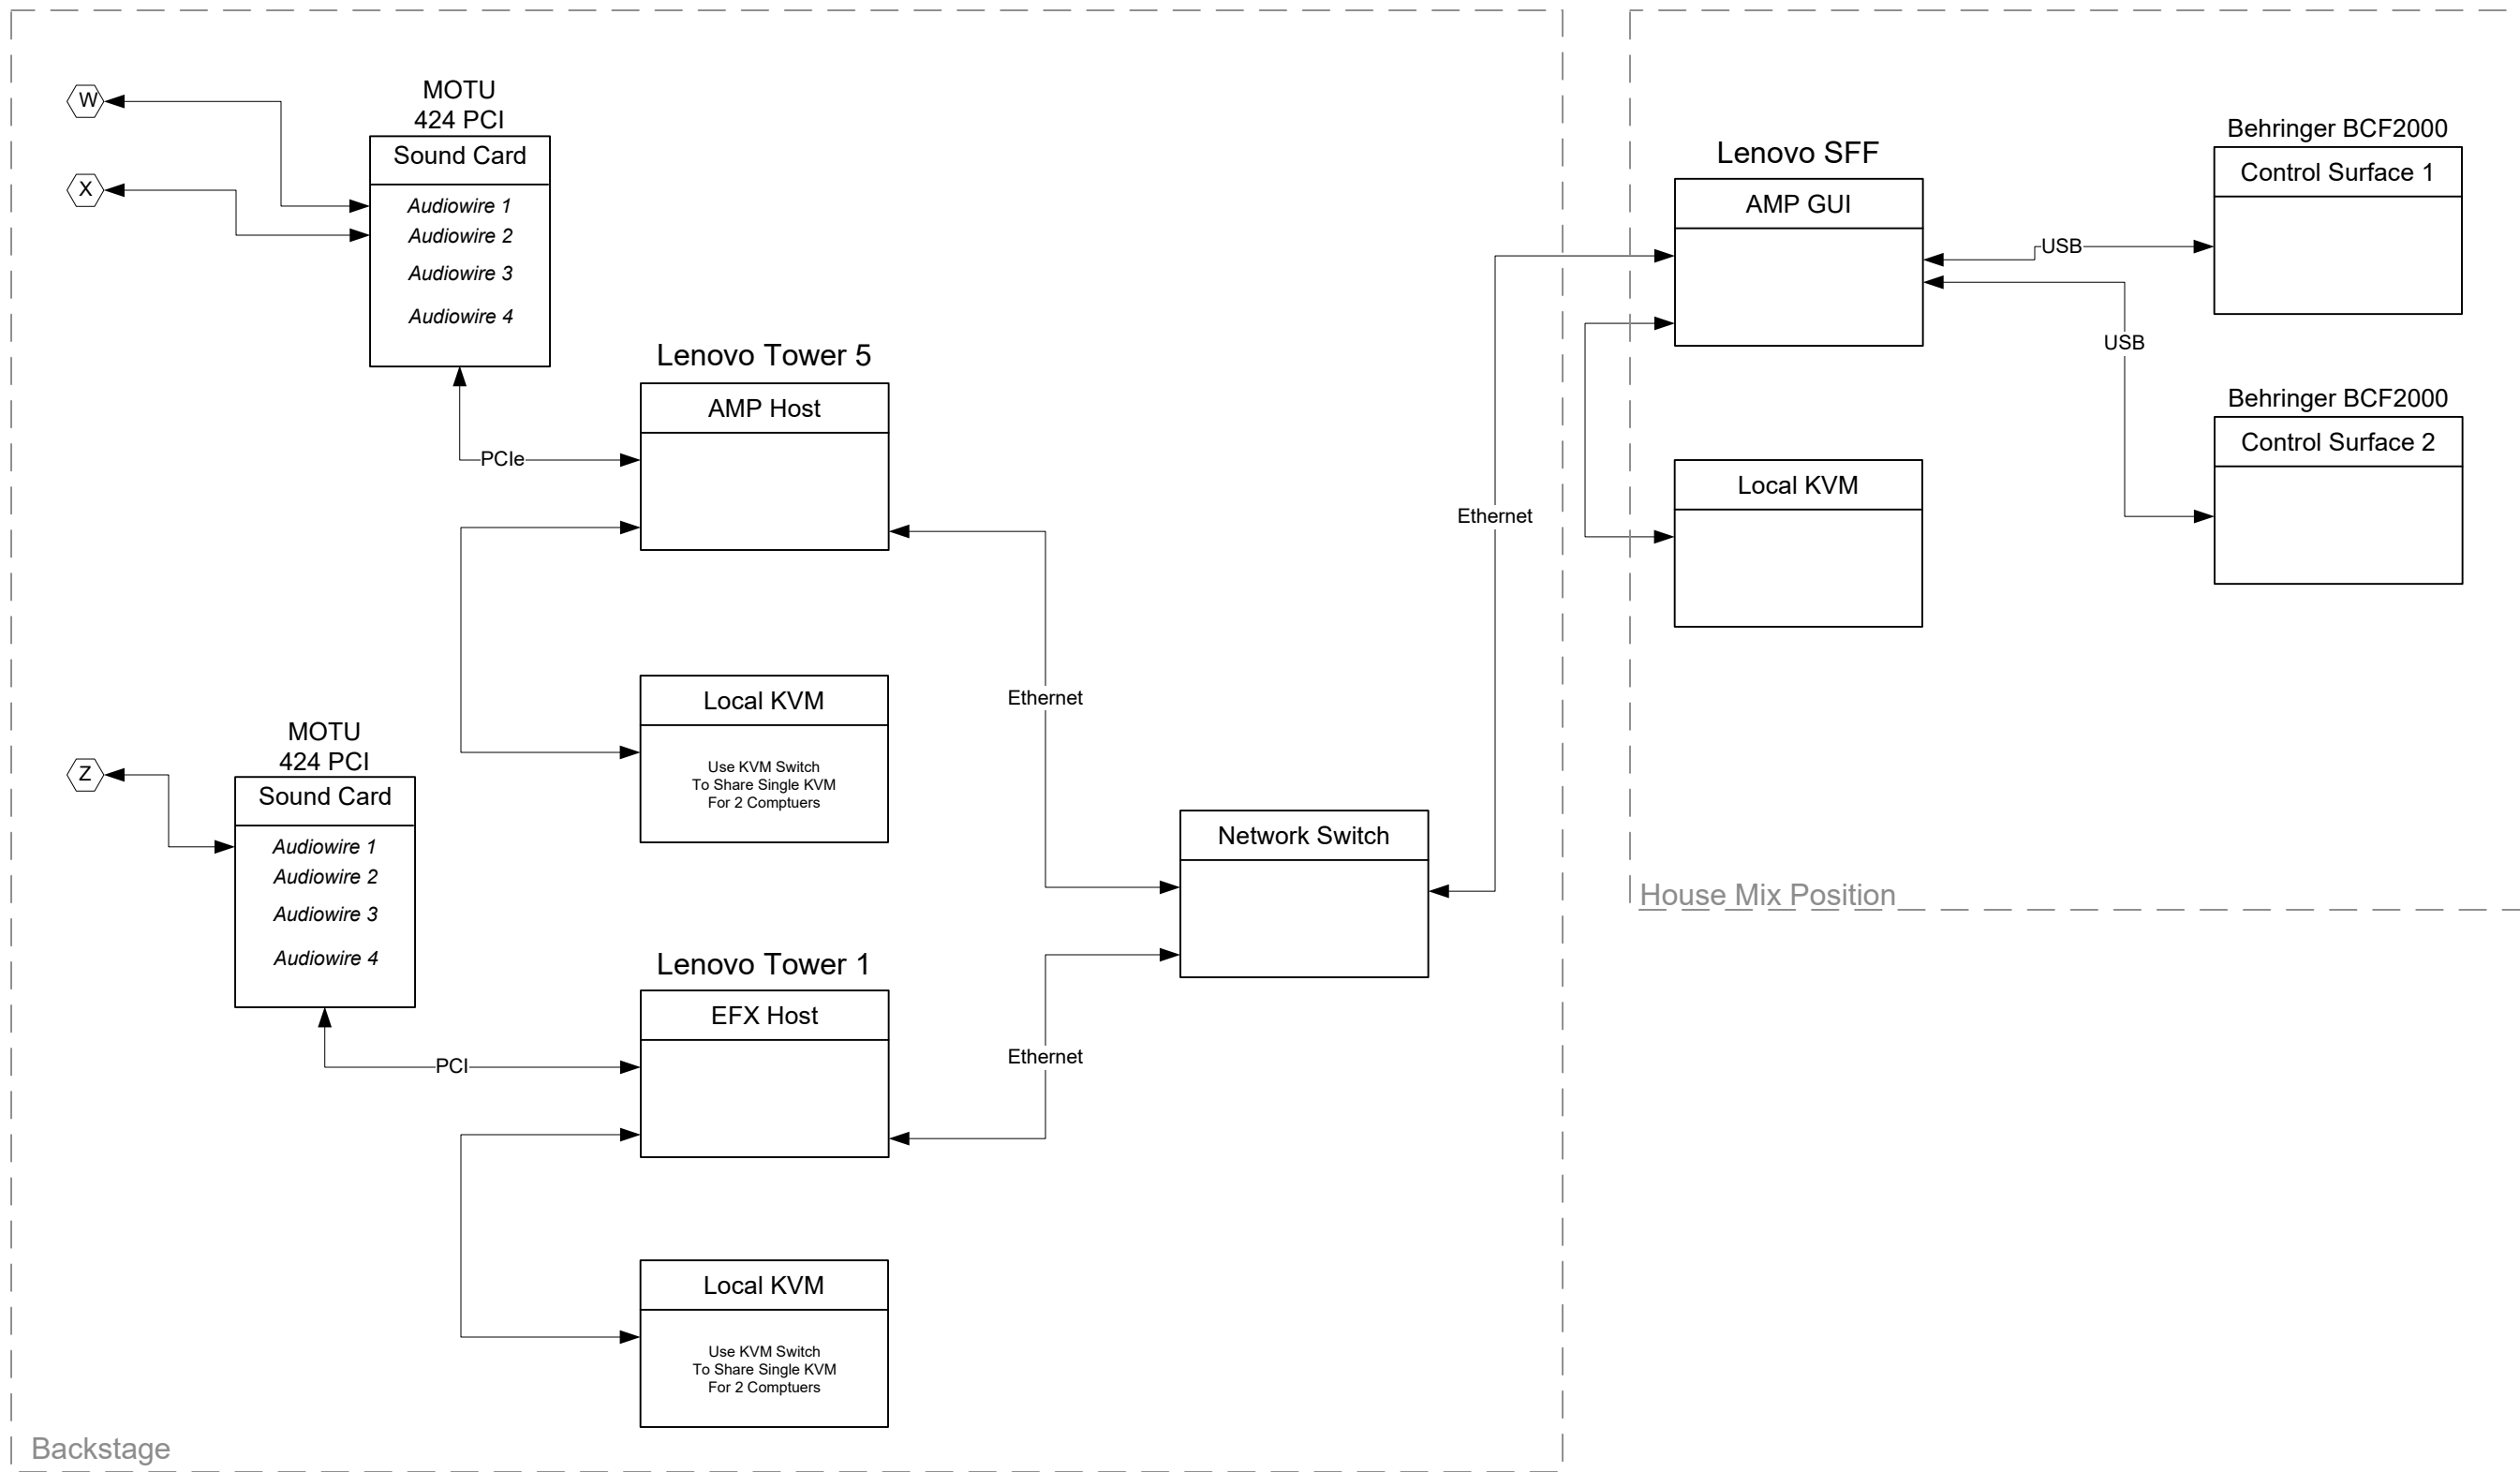 W
X
MOTU
424 PCI
Sound Card
Audiowire 1
Audiowire 2
Audiowire 3
Audiowire 4
PCIe
Lenovo Tower 5
AMP Host
Local KVM
Use KVM Switch
To Share Single KVM
For 2 Comptuers
Ethernet
Z
MOTU
424 PCI
Sound Card
Audiowire 1
Audiowire 2
Audiowire 3
Audiowire 4
PCI
Lenovo Tower 1
EFX Host
Ethernet
Local KVM
Use KVM Switch
To Share Single KVM
For 2 Comptuers
Network Switch
Ethernet
Backstage
Lenovo SFF
AMP GUI
USB
USB
Behringer BCF2000
Control Surface 1
Behringer BCF2000
Control Surface 2
Local KVM
House Mix Position